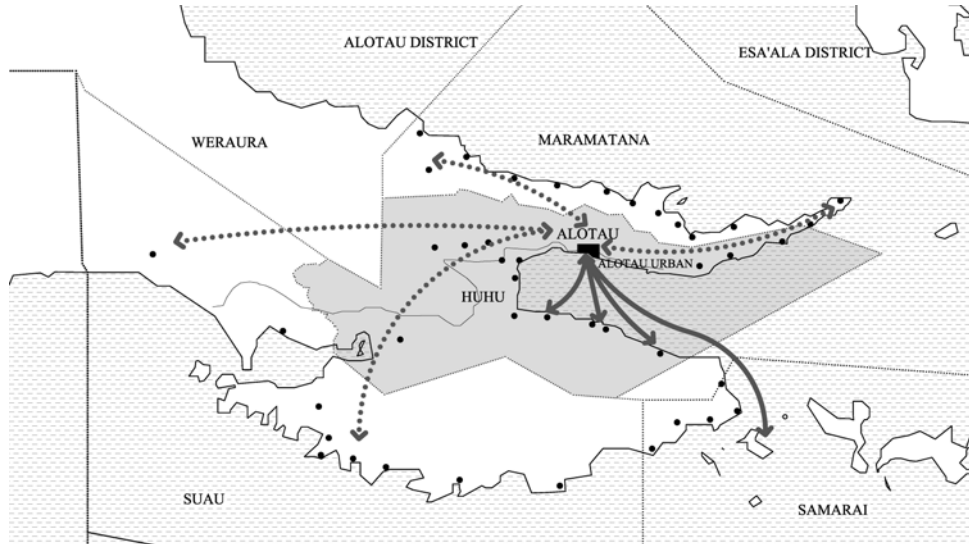 ALOTAU DISTRICT
ESA'ALA DISTRICT
WERAURA
MARAMATANA
ALOTAU
ALOTAU URBAN
HUHU
SUAU
SAMARAI